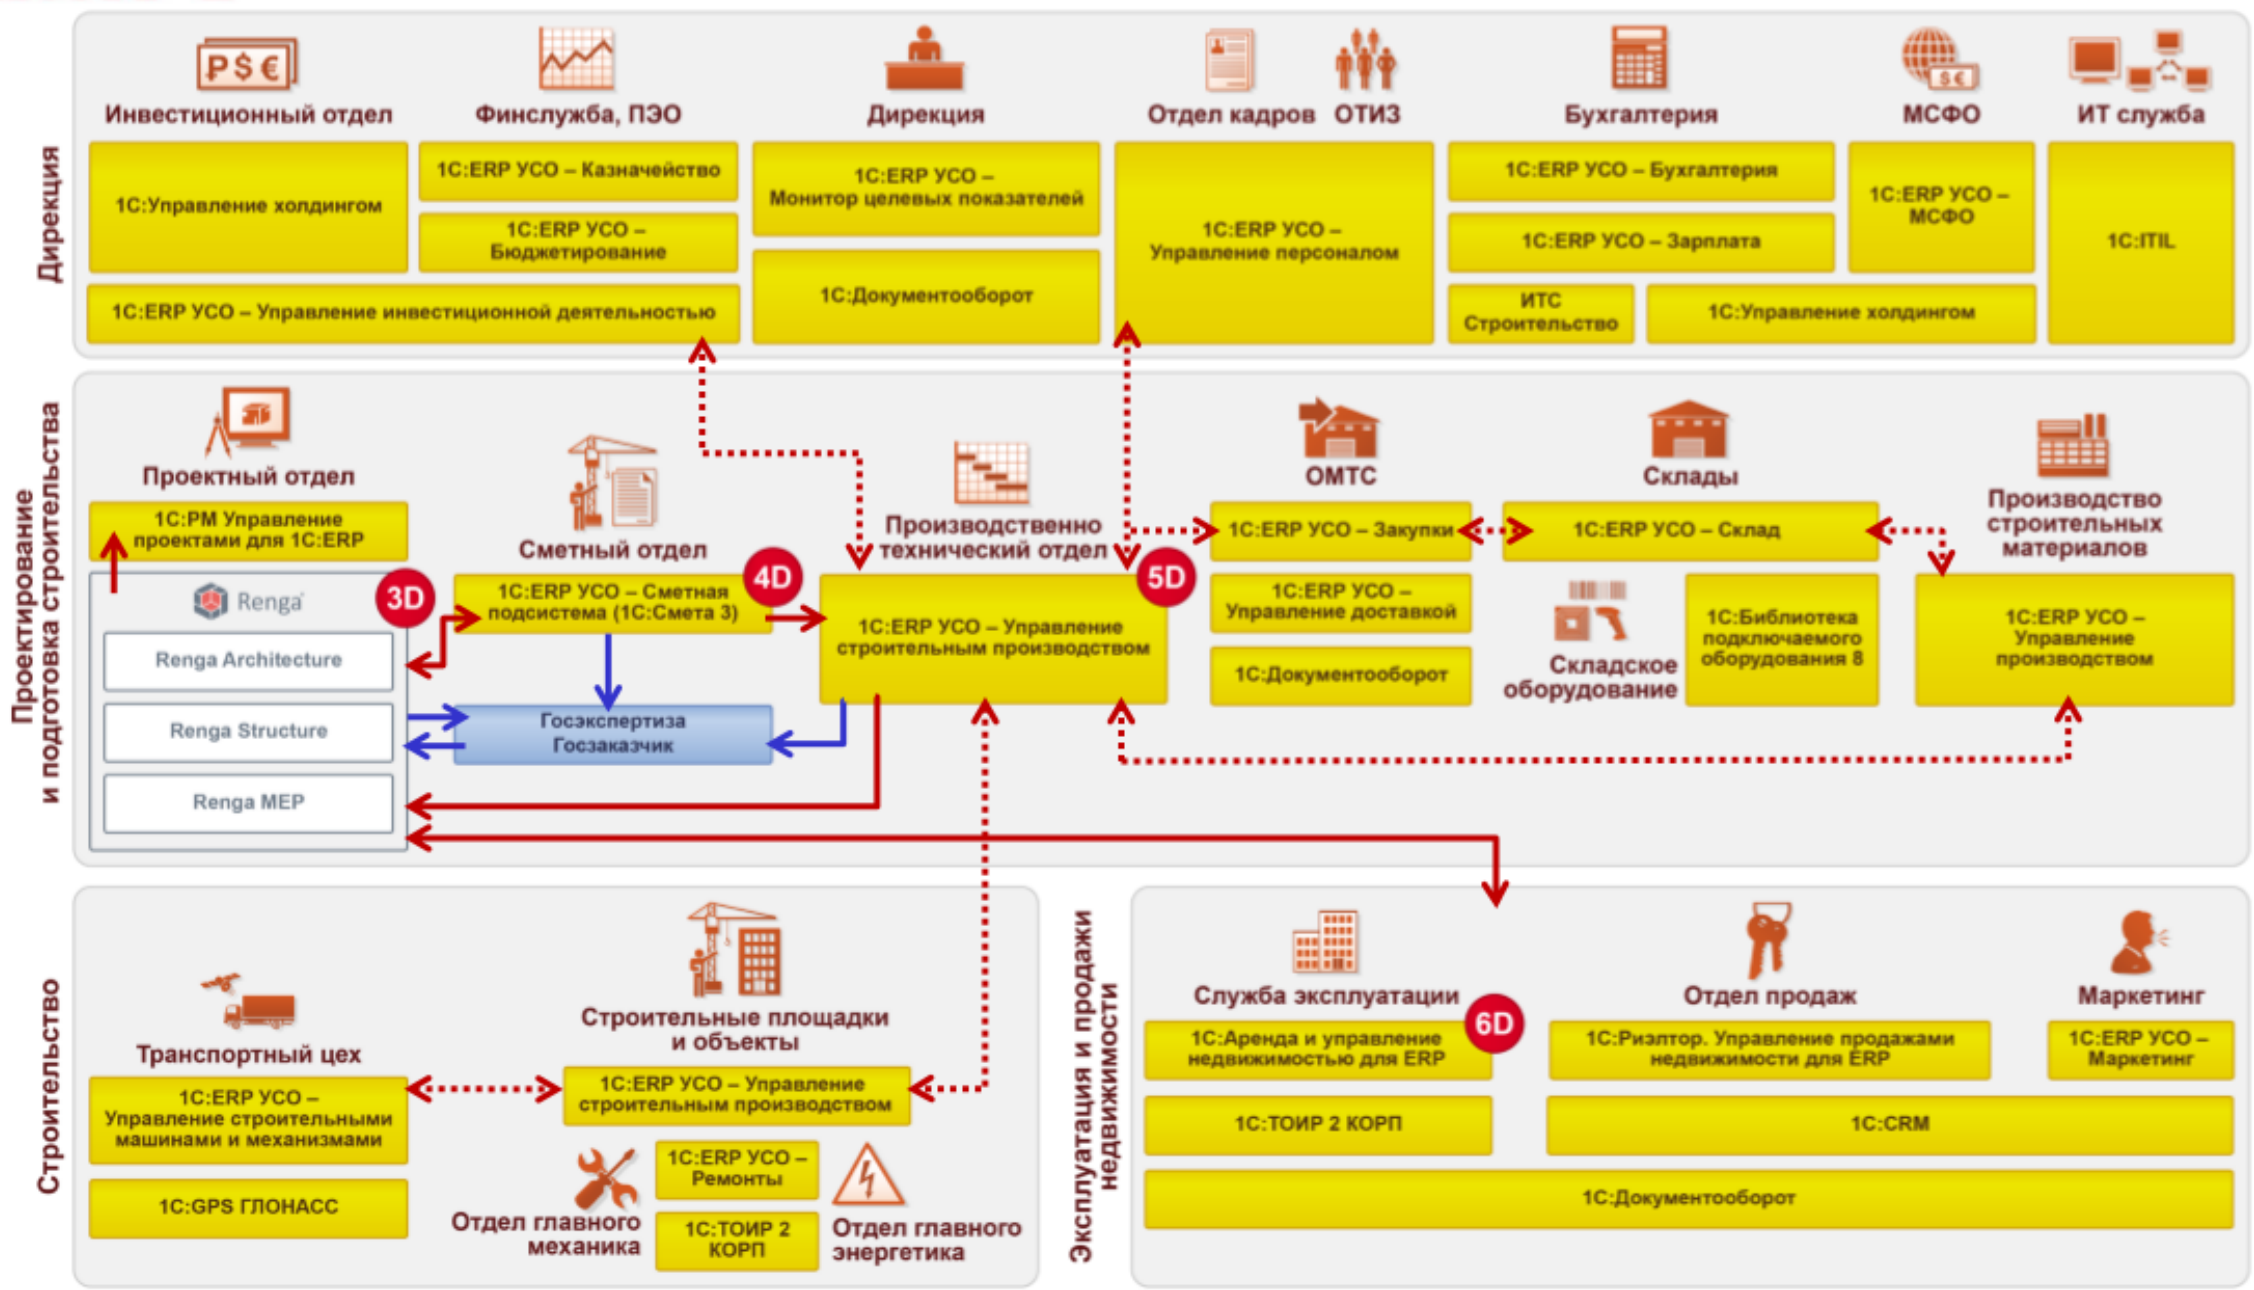 Дирекция
₽ $ €
Инвестиционный отдел
1С:Управление холдингом
Финслужба, ПЭО
1С:ERP УСО – Казначейство
1С:ERP УСО –
Бюджетирование
1С:ERP УСО – Управление инвестиционной деятельностью
Дирекция
1С:ERP УСО –
Монитор целевых показателей
1С:Документооборот
Отдел кадров
ОТИЗ
1С:ERP УСО –
Управление персоналом
Бухгалтерия
1С:ERP УСО – Бухгалтерия
1С:ERP УСО – Зарплата
ИТС
Строительство
$ €
МСФО
1С:ERP УСО –
МСФО
1С:Управление холдингом
ИТ служба
1С:ITIL
Проектирование
и подготовка строительства
Проектный отдел
1С:PM Управление
проектами для 1С:ERP
Renga
3D
Renga Architecture
Renga Structure
Renga MEP
Сметный отдел
1С:ERP УСО – Сметная
подсистема (1С:Смета 3)
4D
Госэкспертиза
Госзаказчик
Производственно
технический отдел
5D
1С:ERP УСО – Управление
строительным производством
ОМТС
1С:ERP УСО – Закупки
1С:ERP УСО –
Управление доставкой
1С:Документооборот
Склады
1С:ERP УСО – Склад
Складское
оборудование
1С:Библиотека
подключаемого
оборудования 8
Производство
строительных
материалов
1С:ERP УСО –
Управление
производством
Строительство
Транспортный цех
1С:ERP УСО –
Управление строительными
машинами и механизмами
1С:GPS ГЛОНАСС
Строительные площадки
и объекты
1С:ERP УСО – Управление
строительным производством
Отдел главного
механика
1С:ERP УСО –
Ремонты
1С:ТОИР 2
КОРП
Отдел главного
энергетика
Эксплуатация и продажи
недвижимости
Служба эксплуатации
6D
1С:Аренда и управление
недвижимостью для ERP
1С:ТОИР 2 КОРП
Отдел продаж
1С:Риэлтор. Управление продажами
недвижимости для ERP
Маркетинг
1С:ERP УСО –
Маркетинг
1С:CRM
1С:Документооборот